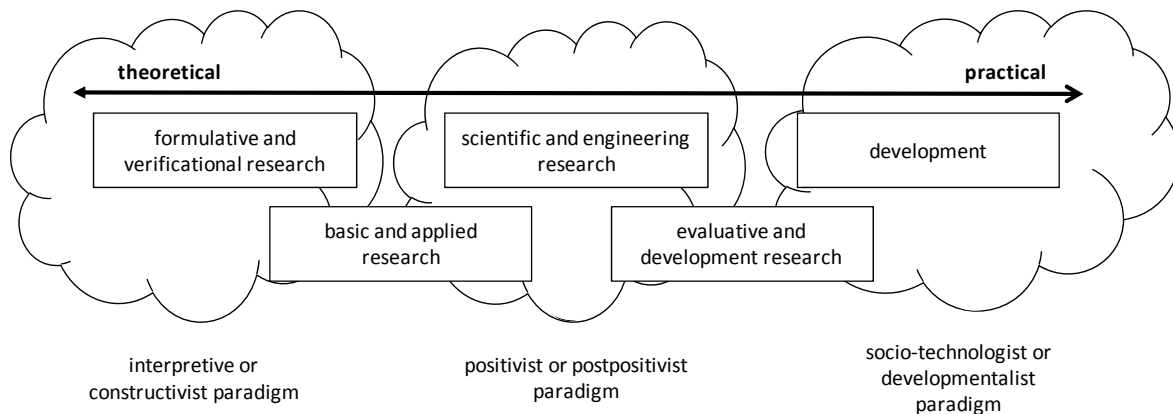 theoretical
practical
formulative and
verificational research
scientific and engineering
research
development
basic and applied
research
evaluative and
development research
interpretive or
constructivist paradigm
positivist or postpositivist
paradigm
socio-technologist or
developmentalist
paradigm